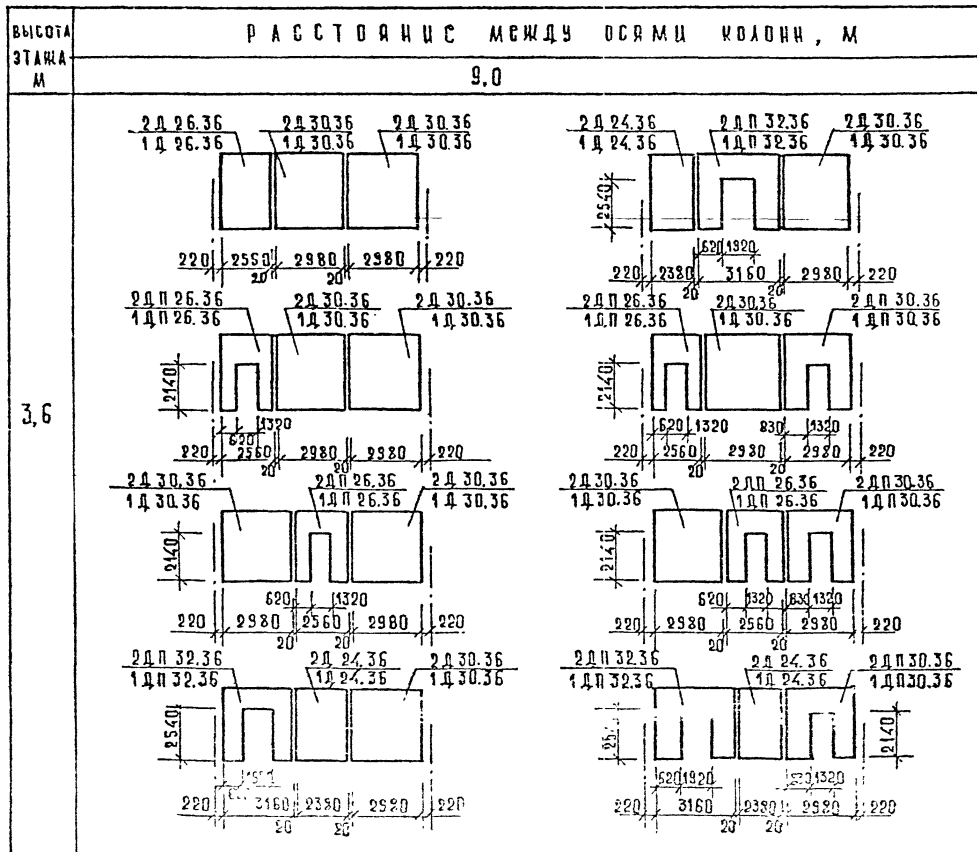 ВЫСОТА ЭТАЖА М
РАССТОЯНИЕ МЕЖДУ ОСЯМИ КОЛОНН, М
9,0
3,6
2Д 26.36 2Д 30.36 2Д 30.36
1Д 26.36 1Д 30.36 1Д 30.36
220 2560 2980 2980 220
20 20
2Д 24.36 2ДП 32.36 2Д 30.36
1Д 24.36 1ДП 32.36 1Д 30.36
2540
620 1920
220 2380 3160 2980 220
20 20
2ДП 26.36 2Д 30.36 2Д 30.36
1ДП 26.36 1Д 30.36 1Д 30.36
2140
620 1320
2560 2980 2980 220
20 20
2ДП 26.36 2Д 30.36 2ДП 30.36
1ДП 26.36 1Д 30.36 1ДП 30.36
2140
620 1320 830 1320
220 2560 2980 2980 220
20 20
2Д 30.36 2ДП 26.36 2Д 30.36
1Д 30.36 1ДП 26.36 1Д 30.36
2140
620 1320
220 2980 2560 2980 220
20 20
2Д 30.36 2ДП 26.36 2ДП 30.36
1Д 30.36 1ДП 26.36 1ДП 30.36
2140
620 1320 830 1320
220 2980 2560 2980 220
20 20
2ДП 32.36 2Д 24.36 2Д 30.36
1ДП 32.36 1Д 24.36 1Д 30.36
2540
220 3160 2380 2980 220
20 20
2ДП 32.36 2Д 24.36 2ДП 30.36
1ДП 32.36 1Д 24.36 1ДП 30.36
2140
620 1920 1320
220 3160 2380 2980 220
20 20